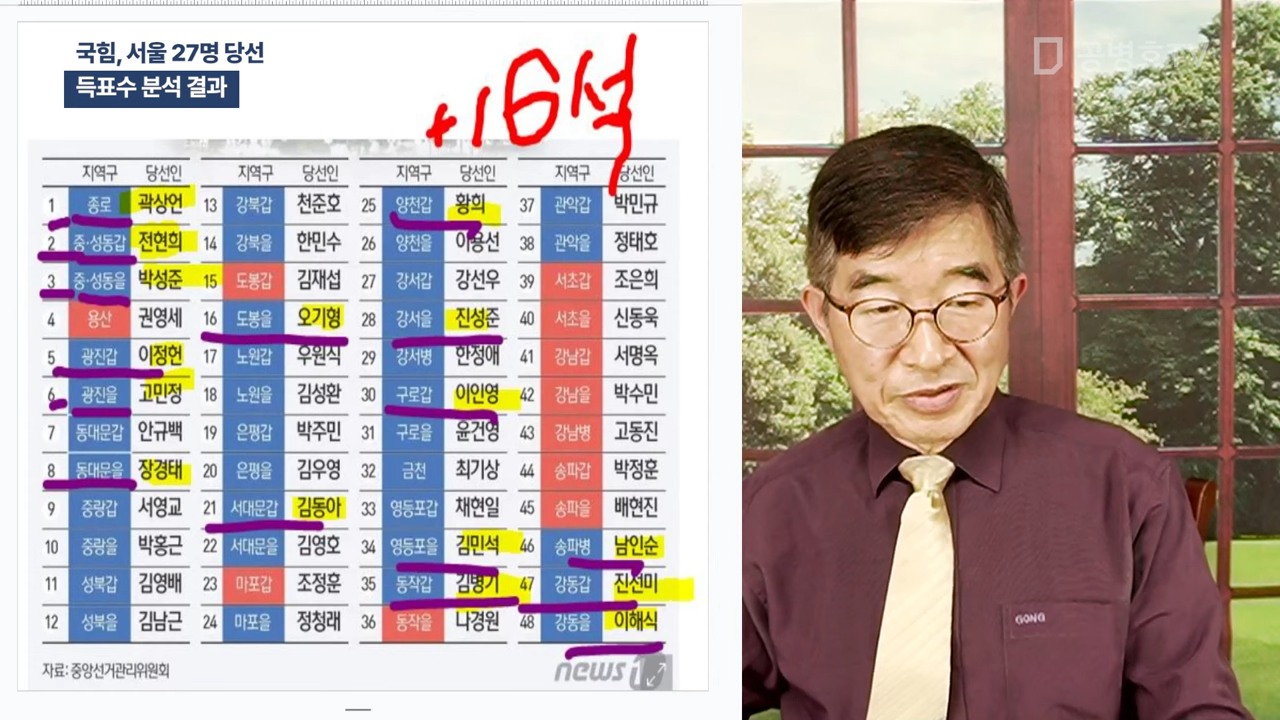 국힘, 서울 27명 당선
득표수 분석 결과
+16석
공병호
지역구 당선인 지역구 당선인 지역구 당선인 지역구 당선인
1 종로 곽상언 13 강북갑 천준호 25 양천갑 황희 37 관악갑 박민규
2 중·성동갑 전현희 14 강북을 한민수 26 양천을 이용선 38 관악을 정태호
3 중·성동을 박성준 15 도봉갑 김재섭 27 강서갑 강선우 39 서초갑 조은희
4 용산 권영세 16 도봉을 오기형 28 강서을 진성준 40 서초을 신동욱
5 광진갑 이정헌 17 노원갑 우원식 29 강서병 한정애 41 강남갑 서명옥
6 광진을 고민정 18 노원을 김성환 30 구로갑 이인영 42 강남을 박수민
7 동대문갑 안규백 19 은평갑 박주민 31 구로을 윤건영 43 강남병 고동진
8 동대문을 장경태 20 은평을 김우영 32 금천 최기상 44 송파갑 박정훈
9 중랑갑 서영교 21 서대문갑 김동아 33 영등포갑 채현일 45 송파을 배현진
10 중랑을 박홍근 22 서대문을 김영호 34 영등포을 김민석 46 송파병 남인순
11 성북갑 김영배 23 마포갑 조정훈 35 동작갑 김병기 47 강동갑 진선미
12 성북을 김남근 24 마포을 정청래 36 동작을 나경원 48 강동을 이해식
자료: 중앙선거관리위원회
news1
GONG